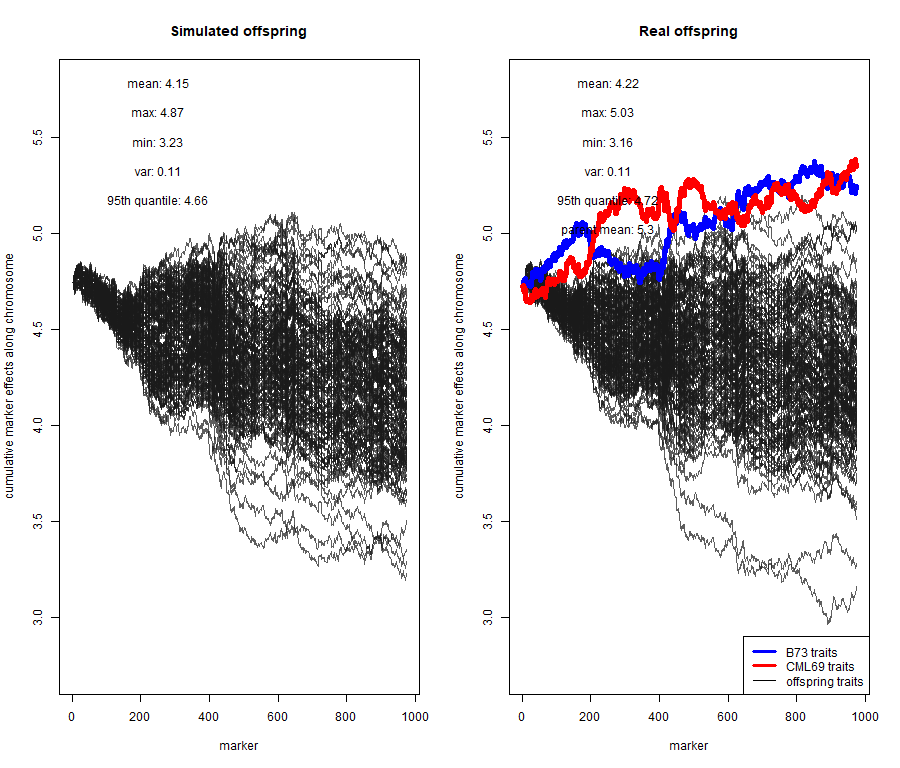 Simulated offspring
mean: 4.15
max: 4.87
min: 3.23
var: 0.11
95th quantile: 4.66
cumulative marker effects along chromosome
5.5
5.0
4.5
4.0
3.5
3.0
0 200 400 600 800 1000
marker
Real offspring
mean: 4.22
max: 5.03
min: 3.16
var: 0.11
95th quantile: 4.72
parent mean: 5.3
cumulative marker effects along chromosome
5.5
5.0
4.5
4.0
3.5
3.0
B73 traits
CML69 traits
offspring traits
0 200 400 600 800 1000
marker